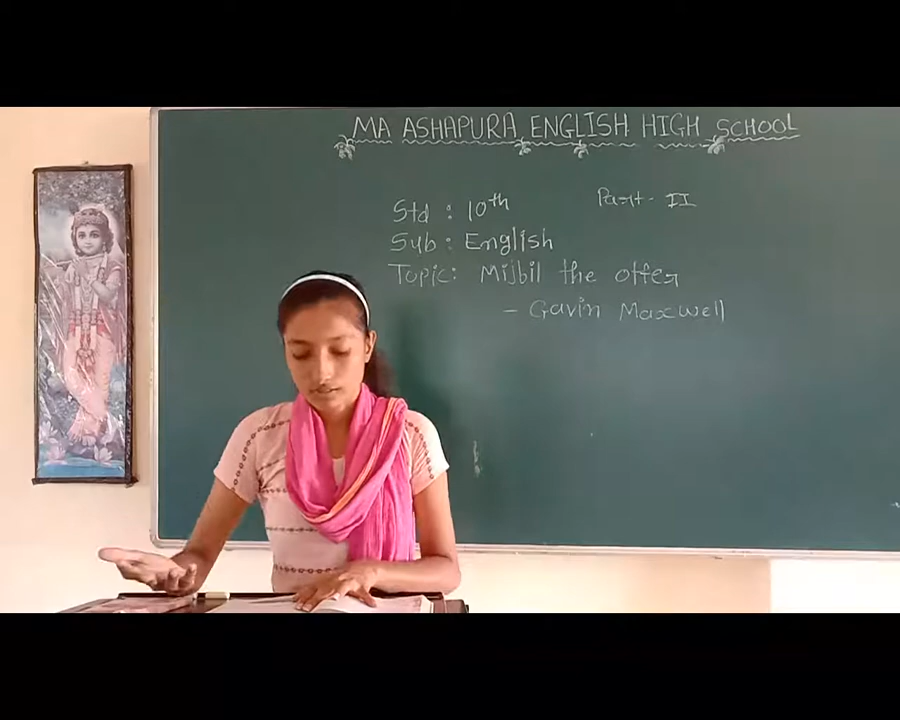 MA ASHAPURA ENGLISH HIGH SCHOOL
Std : 10th
Part - II
Sub : English
Topic : Mijbil the otter
- Gavin Maxwell